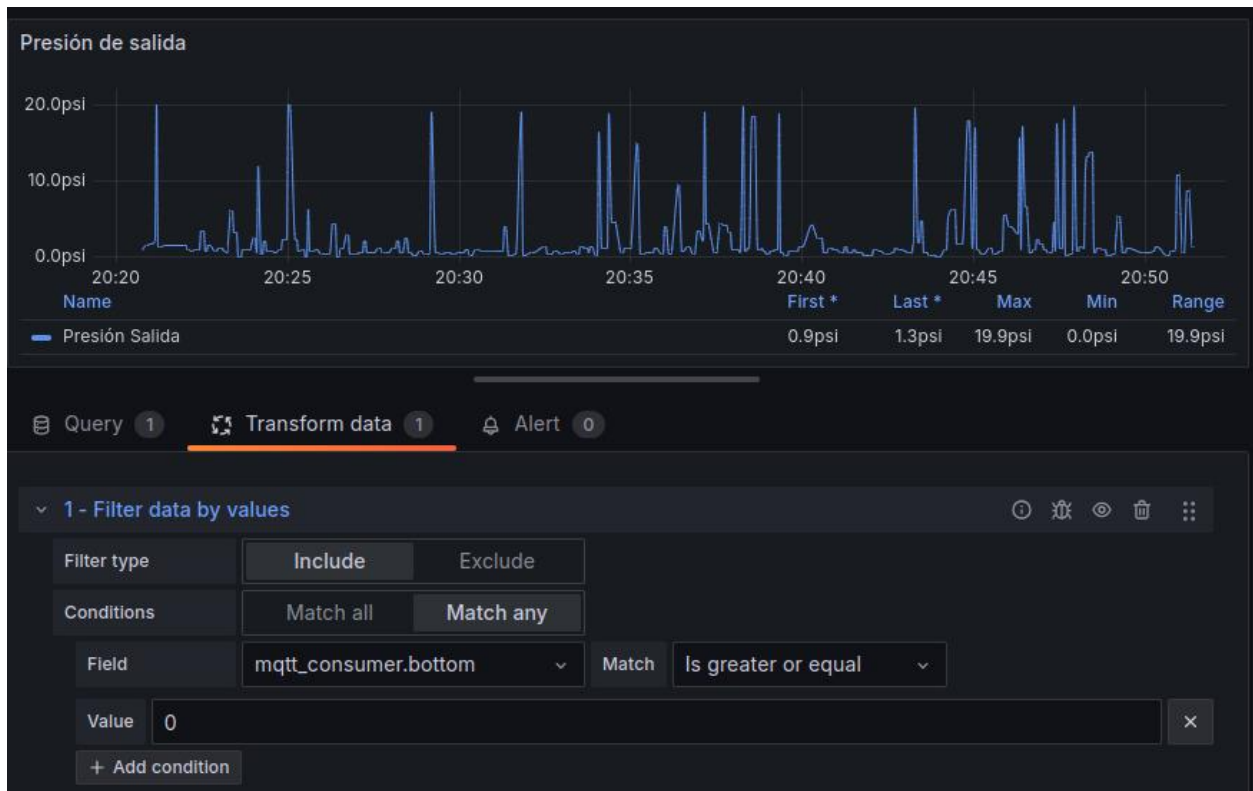 Presión de salida
20.0psi
10.0psi
0.0psi
20:20 20:25 20:30 20:35 20:40 20:45 20:50
Name First * Last * Max Min Range
Presión Salida 0.9psi 1.3psi 19.9psi 0.0psi 19.9psi
Query 1 Transform data 1 Alert 0
1 - Filter data by values
Filter type Include Exclude
Conditions Match all Match any
Field mqtt_consumer.bottom Match Is greater or equal
Value 0
+ Add condition